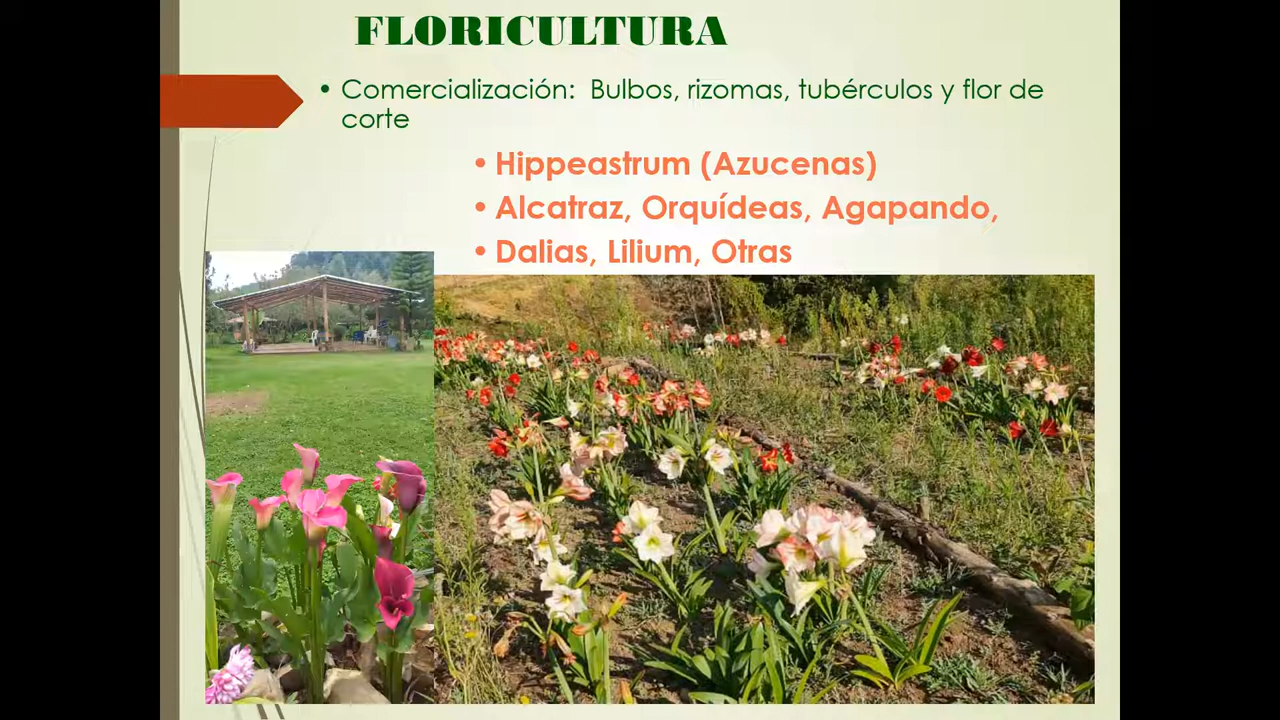 FLORICULTURA
• Comercialización:  Bulbos, rizomas, tubérculos y flor de
corte
• Hippeastrum (Azucenas)
• Alcatraz, Orquídeas, Agapando,
• Dalias, Lilium, Otras